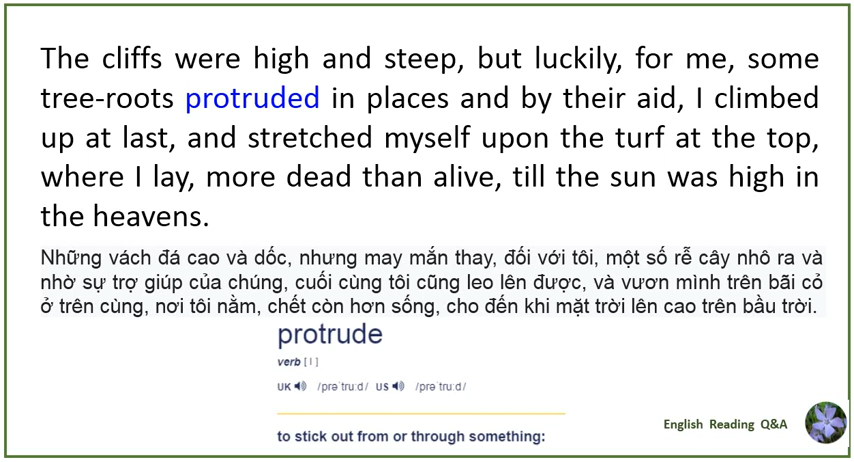 The cliffs were high and steep, but luckily, for me, some
tree-roots protruded in places and by their aid, I climbed
up at last, and stretched myself upon the turf at the top,
where I lay, more dead than alive, till the sun was high in
the heavens.
Những vách đá cao và dốc, nhưng may mắn thay, đối với tôi, một số rễ cây nhô ra và
nhờ sự trợ giúp của chúng, cuối cùng tôi cũng leo lên được, và vươn mình trên bãi cỏ
ở trên cùng, nơi tôi nằm, chết còn hơn sống, cho đến khi mặt trời lên cao trên bầu trời.
protrude
verb [ I ]
UK /prəˈtruːd/ US /prəˈtruːd/
to stick out from or through something:
English Reading Q&A